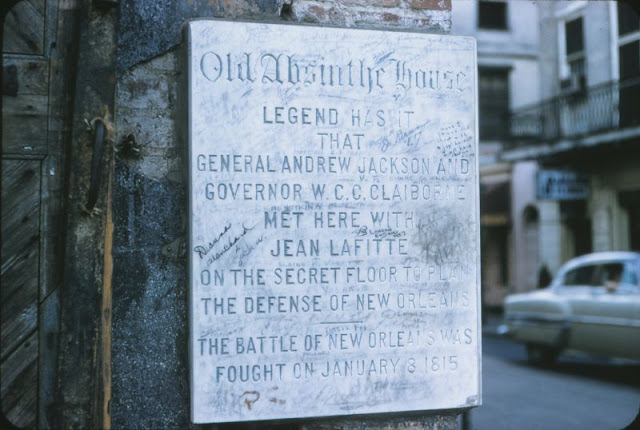 Old Absinthe House
LEGEND HAS IT
THAT
GENERAL ANDREW JACKSON AND
GOVERNOR W.C.C. CLAIBORNE
MET HERE WITH
JEAN LAFITTE
ON THE SECRET FLOOR TO PLAN
THE DEFENSE OF NEW ORLEANS
THE BATTLE OF NEW ORLEANS WAS
FOUGHT ON JANUARY 8 1815